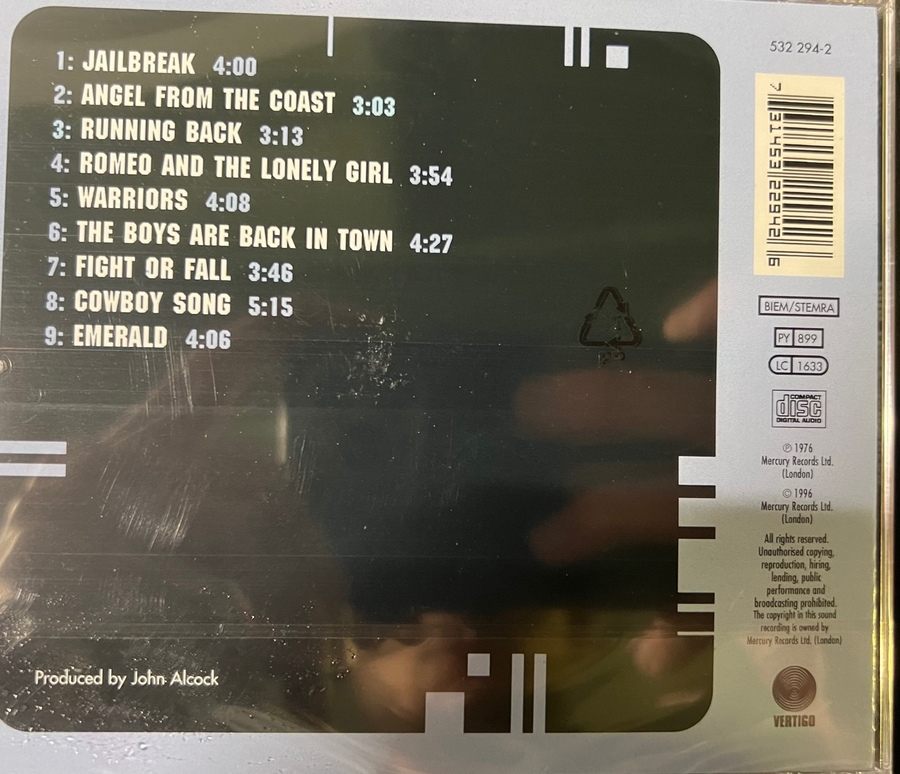 1: JAILBREAK 4:00
2: ANGEL FROM THE COAST 3:03
3: RUNNING BACK 3:13
4: ROMEO AND THE LONELY GIRL 3:54
5: WARRIORS 4:08
6: THE BOYS ARE BACK IN TOWN 4:27
7: FIGHT OR FALL 3:46
8: COWBOY SONG 5:15
9: EMERALD 4:06
Produced by John Alcock
532 294-2
7 31453 22942 6
BIEM/STEMRA
PY 899
LC 1633
COMPACT
disc
DIGITAL AUDIO
℗ 1976
Mercury Records Ltd.
(London)
© 1996
Mercury Records Ltd.
(London)
All rights reserved.
Unauthorised copying,
reproduction, hiring,
lending, public
performance and
broadcasting prohibited.
The copyright in this sound
recording is owned by
Mercury Records Ltd. (London)
VERTIGO